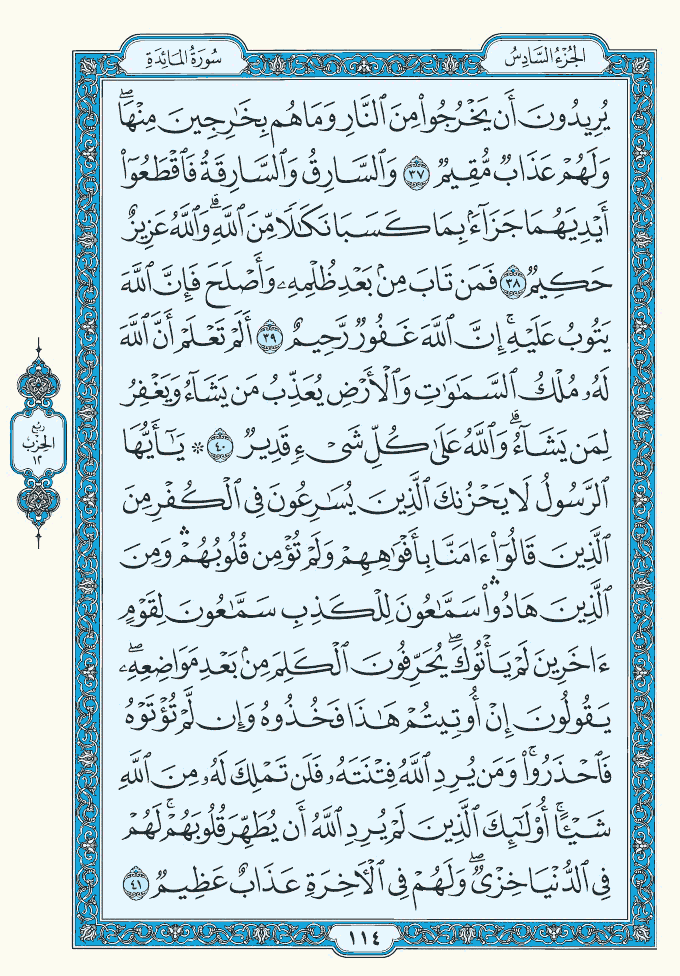 الجُزْءُ السَّادِسُ
سُورَةُ المَائِدَةِ
يُرِيدُونَ أَن يَخْرُجُوا۟ مِنَ ٱلنَّارِ وَمَا هُم بِخَٰرِجِينَ مِنْهَاۖ
وَلَهُمْ عَذَابٌ مُّقِيمٌ ٣٧ وَٱلسَّارِقُ وَٱلسَّارِقَةُ فَٱقْطَعُوٓا۟
أَيْدِيَهُمَا جَزَآءَۢ بِمَا كَسَبَا نَكَٰلًا مِّنَ ٱللَّهِۗ وَٱللَّهُ عَزِيزٌ
حَكِيمٌ ٣٨ فَمَن تَابَ مِنۢ بَعْدِ ظُلْمِهِۦ وَأَصْلَحَ فَإِنَّ ٱللَّهَ
يَتُوبُ عَلَيْهِۚ إِنَّ ٱللَّهَ غَفُورٌ رَّحِيمٌ ٣٩ أَلَمْ تَعْلَمْ أَنَّ ٱللَّهَ
لَهُۥ مُلْكُ ٱلسَّمَٰوَٰتِ وَٱلْأَرْضِ يُعَذِّبُ مَن يَشَآءُ وَيَغْفِرُ
لِمَن يَشَآءُۗ وَٱللَّهُ عَلَىٰ كُلِّ شَىْءٍ قَدِيرٌ ٤٠ ۞ يَٰٓأَيُّهَا
ٱلرَّسُولُ لَا يَحْزُنكَ ٱلَّذِينَ يُسَٰرِعُونَ فِى ٱلْكُفْرِ مِنَ
ٱلَّذِينَ قَالُوٓا۟ ءَامَنَّا بِأَفْوَٰهِهِمْ وَلَمْ تُؤْمِن قُلُوبُهُمْۛ وَمِنَ
ٱلَّذِينَ هَادُوا۟ۛ سَمَّٰعُونَ لِلْكَذِبِ سَمَّٰعُونَ لِقَوْمٍ
ءَاخَرِينَ لَمْ يَأْتُوكَۖ يُحَرِّفُونَ ٱلْكَلِمَ مِنۢ بَعْدِ مَوَاضِعِهِۦۖ
يَقُولُونَ إِنْ أُوتِيتُمْ هَٰذَا فَخُذُوهُ وَإِن لَّمْ تُؤْتَوْهُ
فَٱحْذَرُوا۟ۚ وَمَن يُرِدِ ٱللَّهُ فِتْنَتَهُۥ فَلَن تَمْلِكَ لَهُۥ مِنَ ٱللَّهِ
شَيْـًٔاۚ أُو۟لَٰٓئِكَ ٱلَّذِينَ لَمْ يُرِدِ ٱللَّهُ أَن يُطَهِّرَ قُلُوبَهُمْۚ لَهُمْ
فِى ٱلدُّنْيَا خِزْىٌۖ وَلَهُمْ فِى ٱلْءَاخِرَةِ عَذَابٌ عَظِيمٌ ٤١
ربع
الحزب
١٢
١١٤